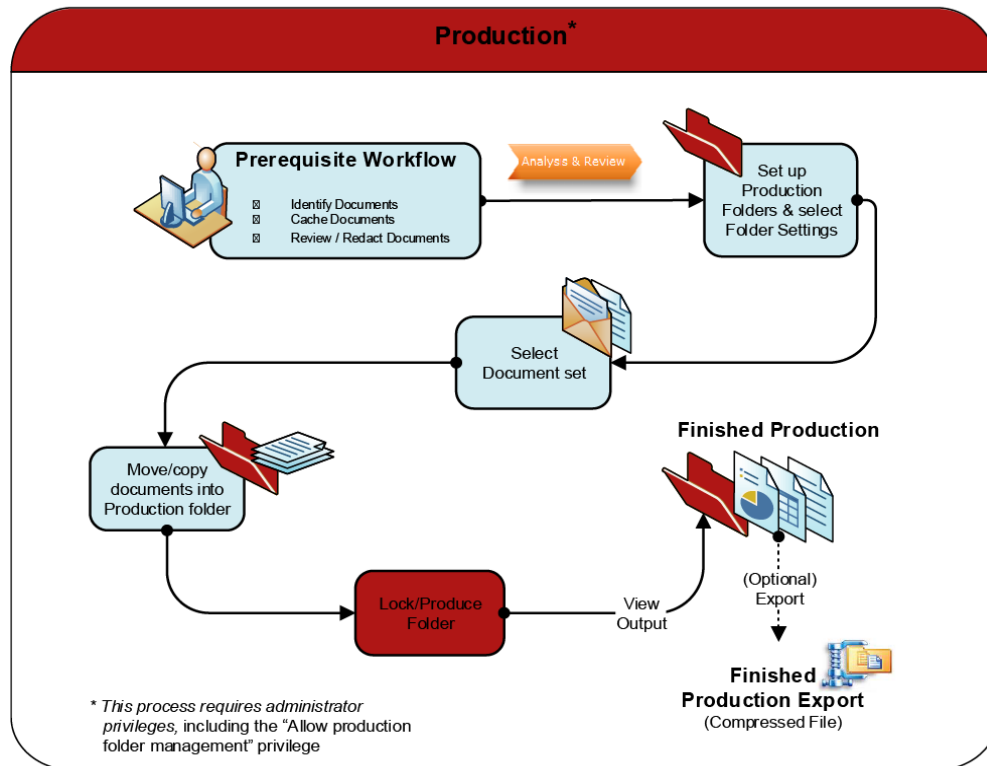 Production*
Prerequisite Workflow
Identify Documents
Cache Documents
Review / Redact Documents
Analyss & Review
Set up
Production
Folders & select
Folder Settings
Select
Document set
Move/copy
documents into
Production folder
Lock/Produce
Folder
View
Output
Finished Production
(Optional)
Export
Finished
Production Export
(Compressed File)
* This process requires administrator
privileges, including the “Allow production
folder management” privilege